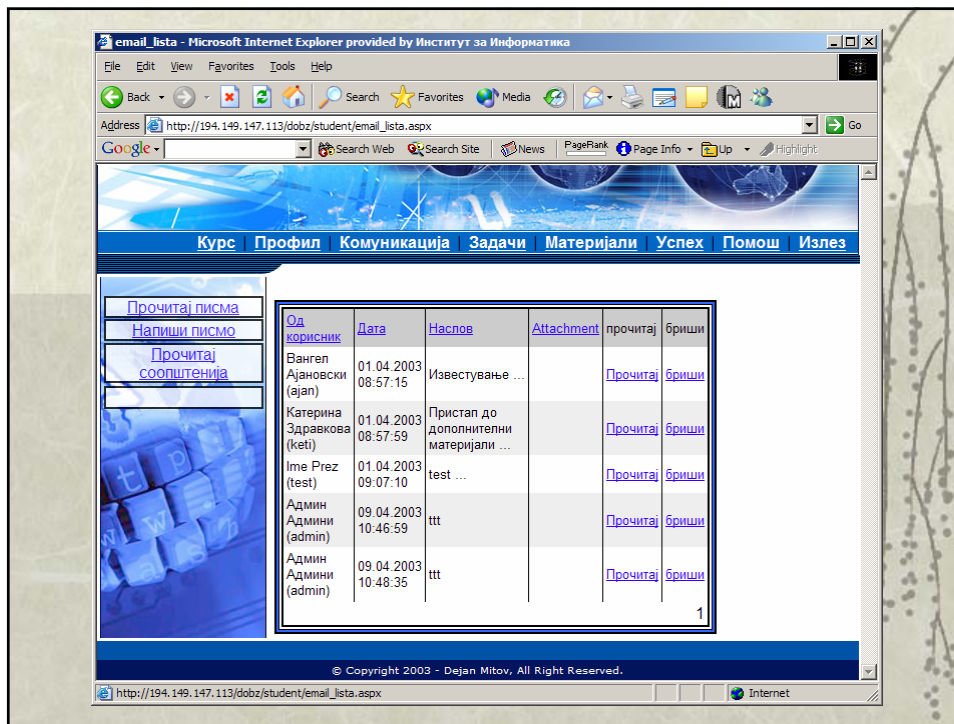 email_lista - Microsoft Internet Explorer provided by Институт за Информатика
File Edit View Favorites Tools Help
Back Search Favorites Media
Address http://194.149.147.113/dobz/student/email_lista.aspx Go
Google Search Web Search Site News PageRank Page Info Up Highlight
Курс | Профил | Комуникација | Задачи | Материјали | Успех | Помош | Излез
Прочитај писма
Напиши писмо
Прочитај
соопштенија
Од
корисник
Дата
Наслов
Attachment
прочитај
бриши
Вангел
Ајановски
(ajan)
01.04.2003
08:57:15
Известување ...
Прочитај
бриши
Катерина
Здравкова
(keti)
01.04.2003
08:57:59
Пристап до
дополнителни
материјали ...
Прочитај
бриши
Ime Prez
(test)
01.04.2003
09:07:10
test ...
Прочитај
бриши
Админ
Админи
(admin)
09.04.2003
10:46:59
ttt
Прочитај
бриши
Админ
Админи
(admin)
09.04.2003
10:48:35
ttt
Прочитај
бриши
1
© Copyright 2003 - Dejan Mitov, All Right Reserved.
http://194.149.147.113/dobz/student/email_lista.aspx Internet